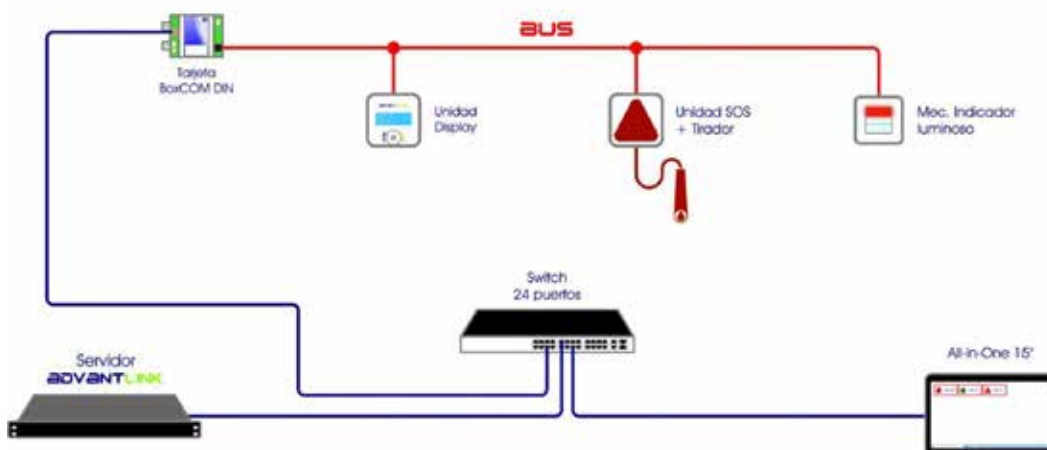 BUS
Tarjeta
BoxCOM DIN
Unidad
Display
Unidad SOS
+ Tirador
Mec. Indicador
luminoso
Switch
24 puertos
Servidor
ADVANTLINK
All-in-One 15"